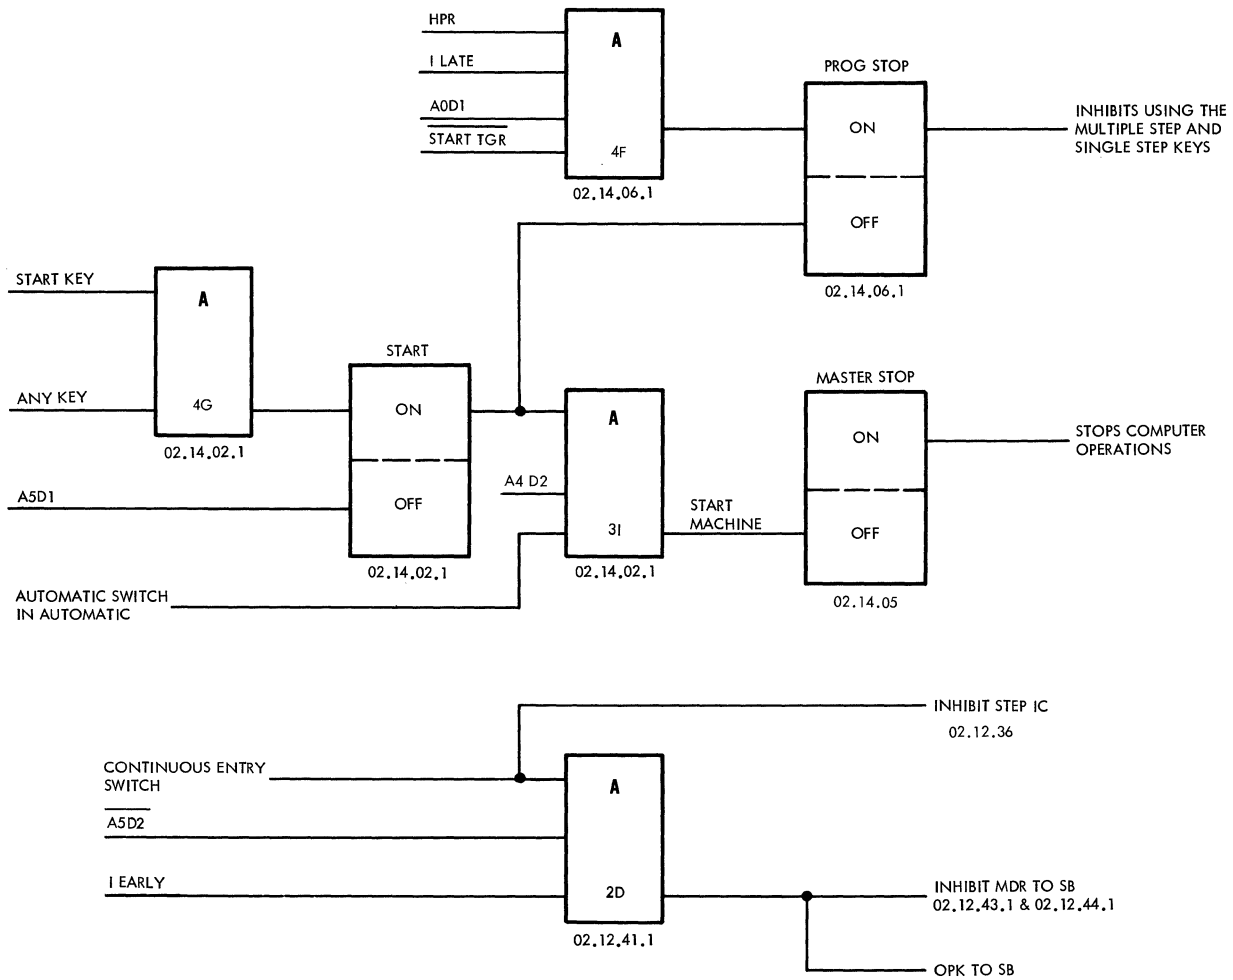 HPR
A
I LATE
PROG STOP
A0D1
START TGR
4F
02.14.06.1
ON
INHIBITS USING THE
MULTIPLE STEP AND
SINGLE STEP KEYS
OFF
02.14.06.1
START KEY
A
ANY KEY
4G
02.14.02.1
START
ON
A5D1
OFF
02.14.02.1
A
A4 D2
3I
02.14.02.1
START
MACHINE
MASTER STOP
ON
STOPS COMPUTER
OPERATIONS
OFF
02.14.05
AUTOMATIC SWITCH
IN AUTOMATIC
INHIBIT STEP IC
02.12.36
CONTINUOUS ENTRY
SWITCH
A
A5D2
I EARLY
2D
02.12.41.1
INHIBIT MDR TO SB
02.12.43.1 & 02.12.44.1
OPK TO SB